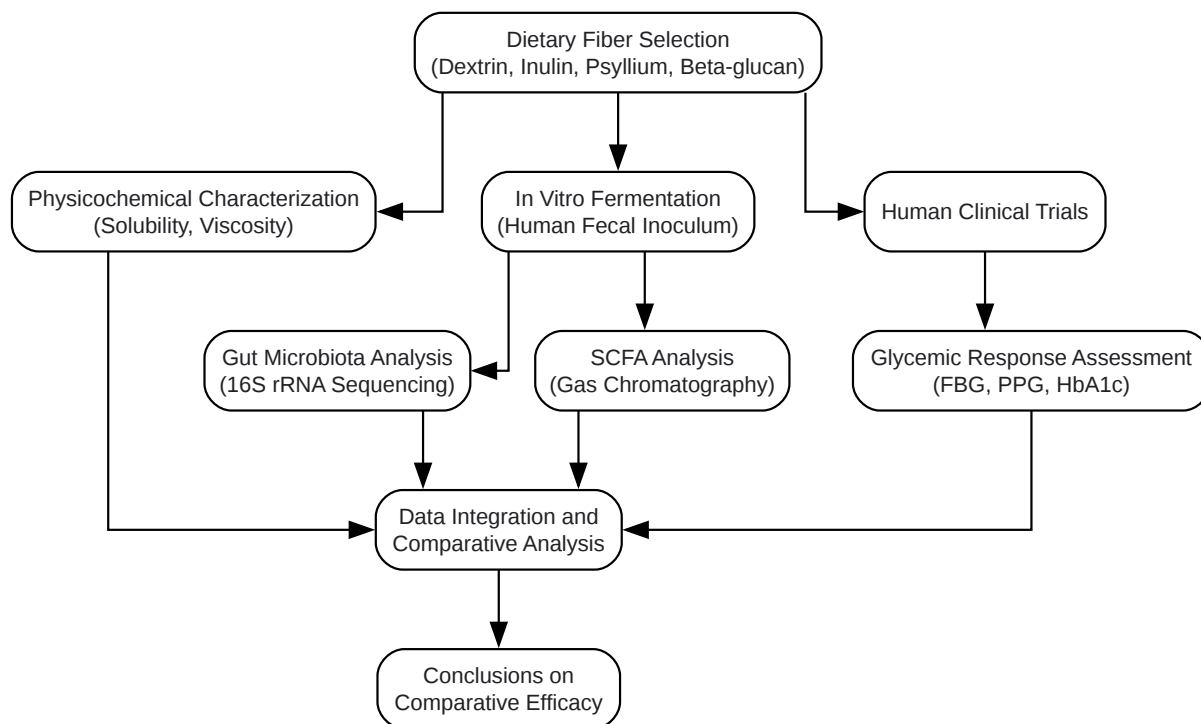 Dietary Fiber Selection
(Dextrin, Inulin, Psyllium, Beta-glucan)
Physicochemical Characterization
(Solubility, Viscosity)
In Vitro Fermentation
(Human Fecal Inoculum)
Human Clinical Trials
Gut Microbiota Analysis
(16S rRNA Sequencing)
SCFA Analysis
(Gas Chromatography)
Glycemic Response Assessment
(FBG, PPG, HbA1c)
Data Integration and
Comparative Analysis
Conclusions on
Comparative Efficacy